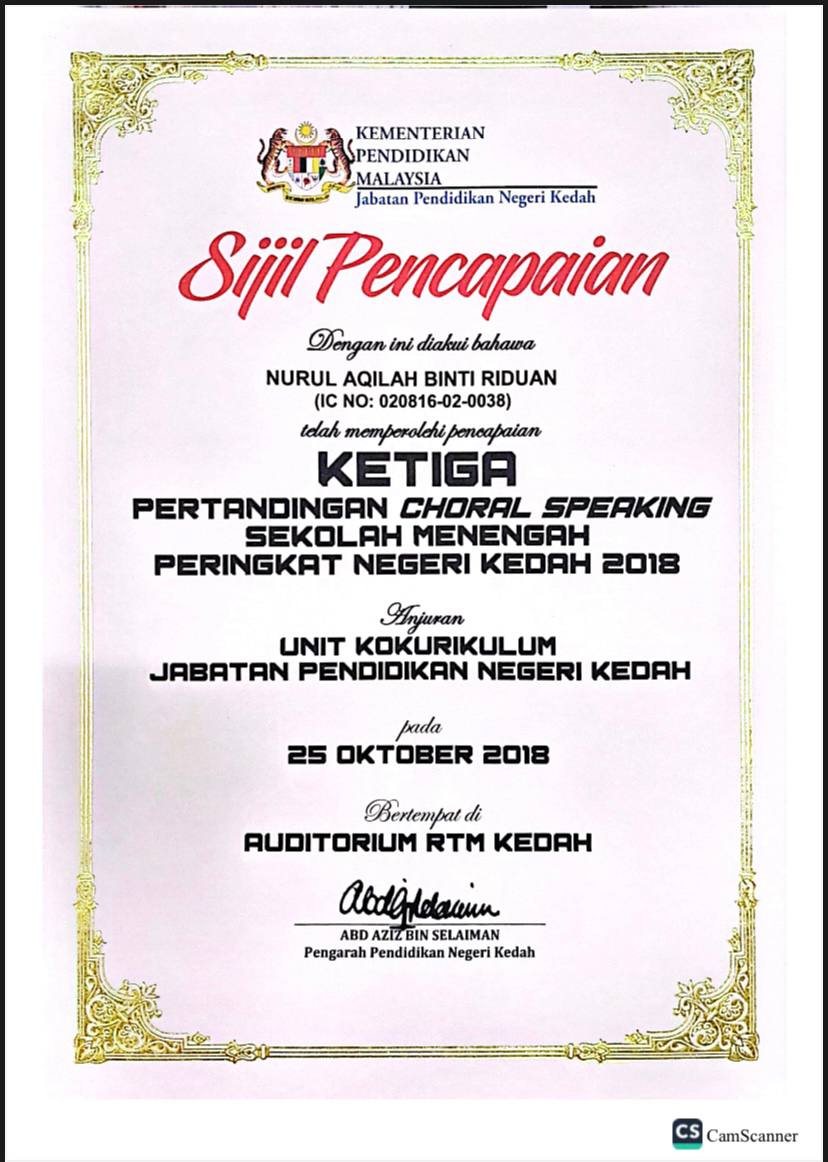 KEMENTERIAN
PENDIDIKAN
MALAYSIA
Jabatan Pendidikan Negeri Kedah
Sijil Pencapaian
Dengan ini diakui bahawa
NURUL AQILAH BINTI RIDUAN
(IC NO: 020816-02-0038)
telah memperolehi pencapaian
KETIGA
PERTANDINGAN CHORAL SPEAKING
SEKOLAH MENENGAH
PERINGKAT NEGERI KEDAH 2018
Anjuran
UNIT KOKURIKULUM
JABATAN PENDIDIKAN NEGERI KEDAH
pada
25 OKTOBER 2018
Bertempat di
AUDITORIUM RTM KEDAH
ABD AZIZ BIN SELAIMAN
Pengarah Pendidikan Negeri Kedah
CS CamScanner